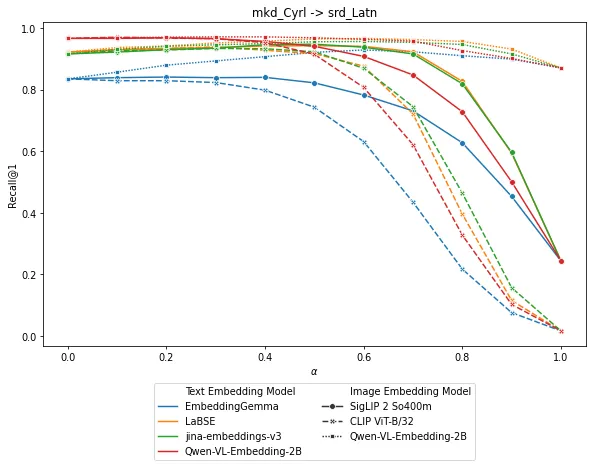 mkd_Cyrl -> srd_Latn
Recall@1
1.0
0.8
0.6
0.4
0.2
0.0
0.0 0.2 0.4 0.6 0.8 1.0
α
Text Embedding Model Image Embedding Model
EmbeddingGemma SigLIP 2 So400m
LaBSE CLIP ViT-B/32
jina-embeddings-v3 Qwen-VL-Embedding-2B
Qwen-VL-Embedding-2B